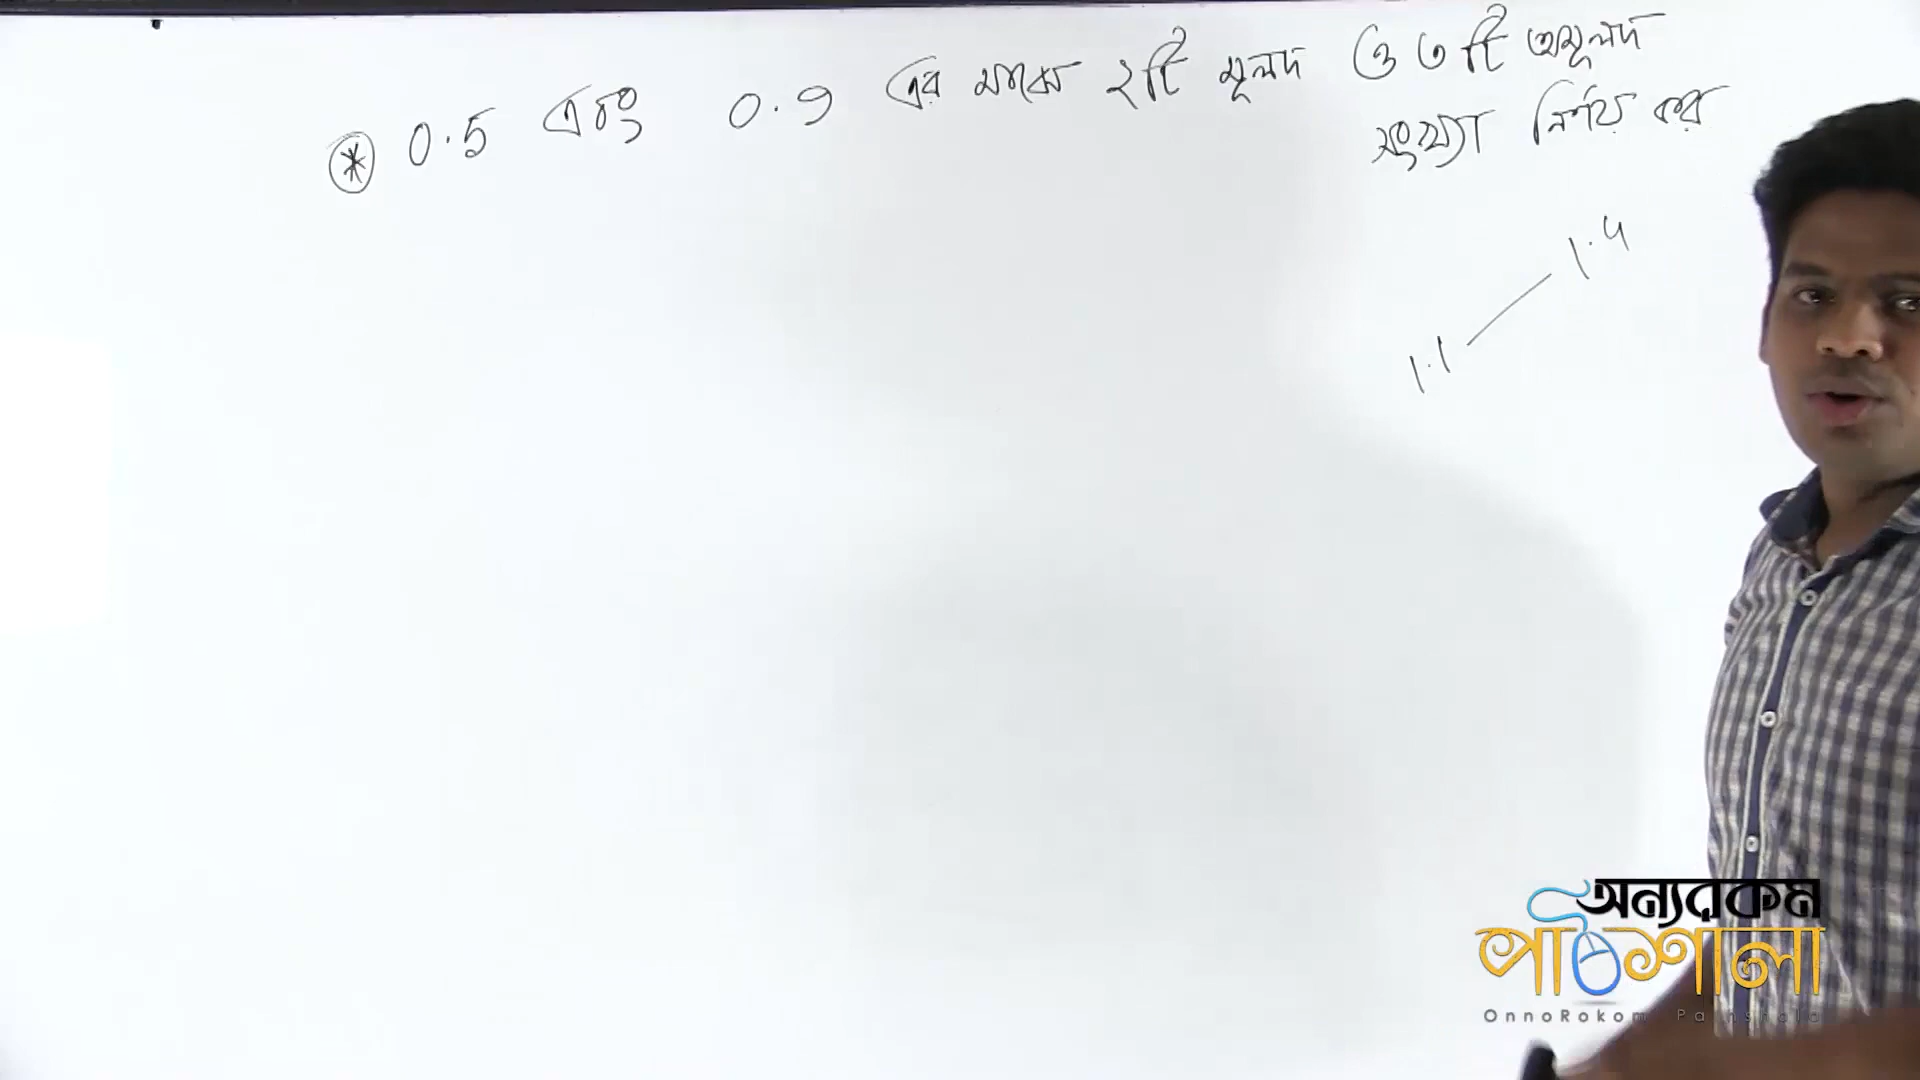 * 0.5 এবং 0.9 এর মাঝে ২টি মূলদ ও ৩টি অমূলদ
সংখ্যা নির্ণয় কর
1.1 — 1.4
অন্যরকম
পাঠশালা
OnnoRokom Pathshala